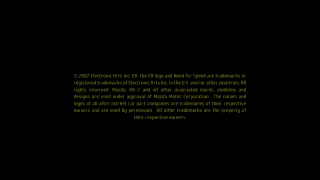 © 2002 Electronic Arts Inc. EA, the EA logo and Need for Speed are trademarks or
registered trademarks of Electronic Arts Inc. in the U.S. and/or other countries. All
rights reserved. Mazda, RX-7 and all other associated marks, emblems and
designs are used under approval of Mazda Motor Corporation. The names and
logos of all other market car part companies are trademarks of their respective
owners and are used by permission. All other trademarks are the property of
their respective owners.